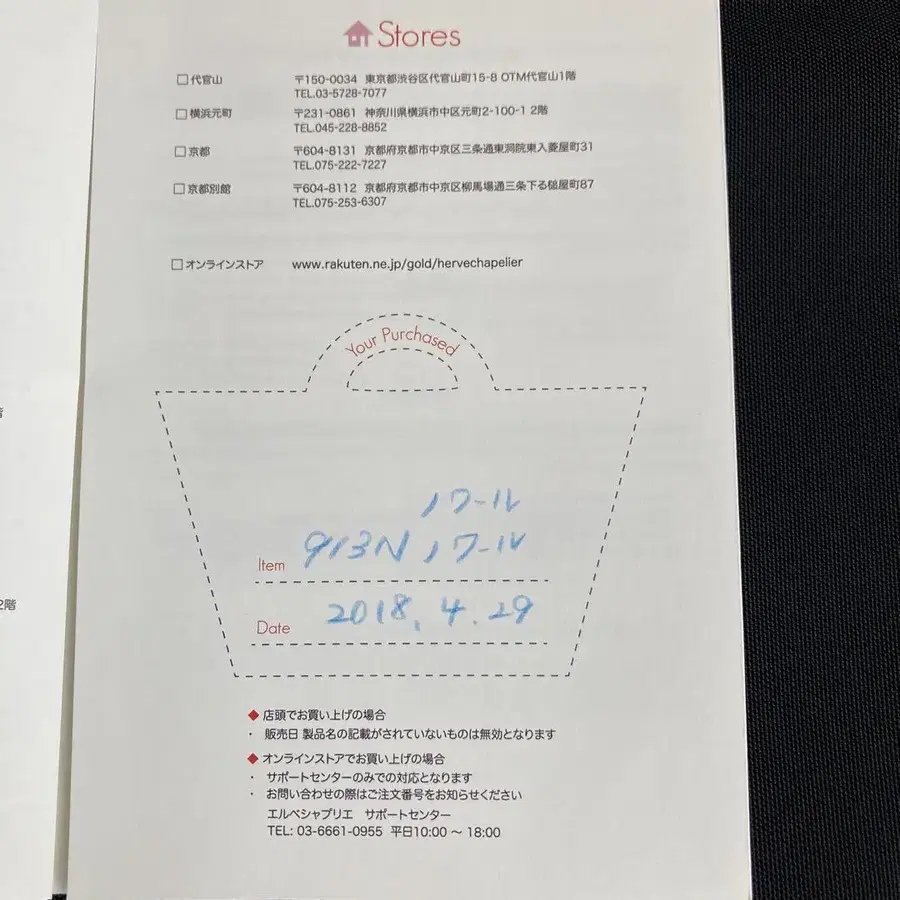 Stores
□代官山 〒150-0034 東京都渋谷区代官山町15-8 OTM代官山1階
TEL.03-5728-7077
□横浜元町 〒231-0861 神奈川県横浜市中区元町2-100-1 2階
TEL.045-228-8852
□京都 〒604-8131 京都府京都市中京区三条通東洞院東入菱屋町31
TEL.075-222-7227
□京都別館 〒604-8112 京都府京都市中京区柳馬場通三条下る槌屋町87
TEL.075-253-6307
□オンラインストア www.rakuten.ne.jp/gold/hervechapelier
Your Purchased
ノワール
Item 913N ノワール
Date 2018.4.29
◆ 店頭でお買い上げの場合
・ 販売日 製品名の記載がされていないものは無効となります
◆ オンラインストアでお買い上げの場合
・ サポートセンターのみでの対応となります
・ お問い合わせの際はご注文番号をお知らせください
エルベシャプリエ サポートセンター
TEL: 03-6661-0955 平日10:00 ～ 18:00
2階